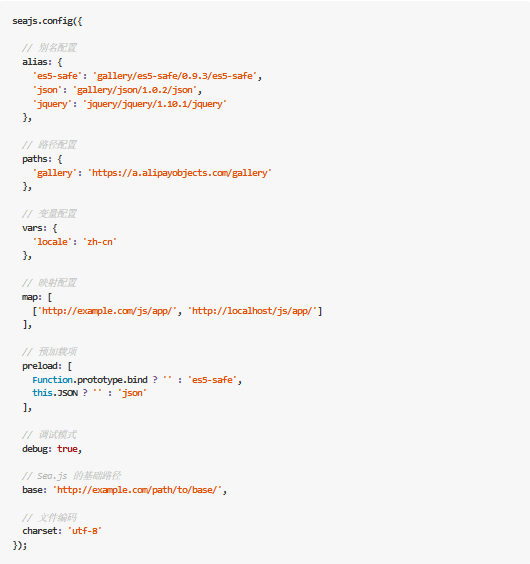 seajs.config({
// 别名配置
alias: {
'es5-safe': 'gallery/es5-safe/0.9.3/es5-safe',
'json': 'gallery/json/1.0.2/json',
'jquery': 'jquery/jquery/1.10.1/jquery'
},
// 路径配置
paths: {
'gallery': 'https://a.alipayobjects.com/gallery'
},
// 变量配置
vars: {
'locale': 'zh-cn'
},
// 映射配置
map: [
['http://example.com/js/app/', 'http://localhost/js/app/']
],
// 预加载项
preload: [
Function.prototype.bind ? '' : 'es5-safe',
this.JSON ? '' : 'json'
],
// 调试模式
debug: true,
// Sea.js 的基础路径
base: 'http://example.com/path/to/base/',
// 文件编码
charset: 'utf-8'
});